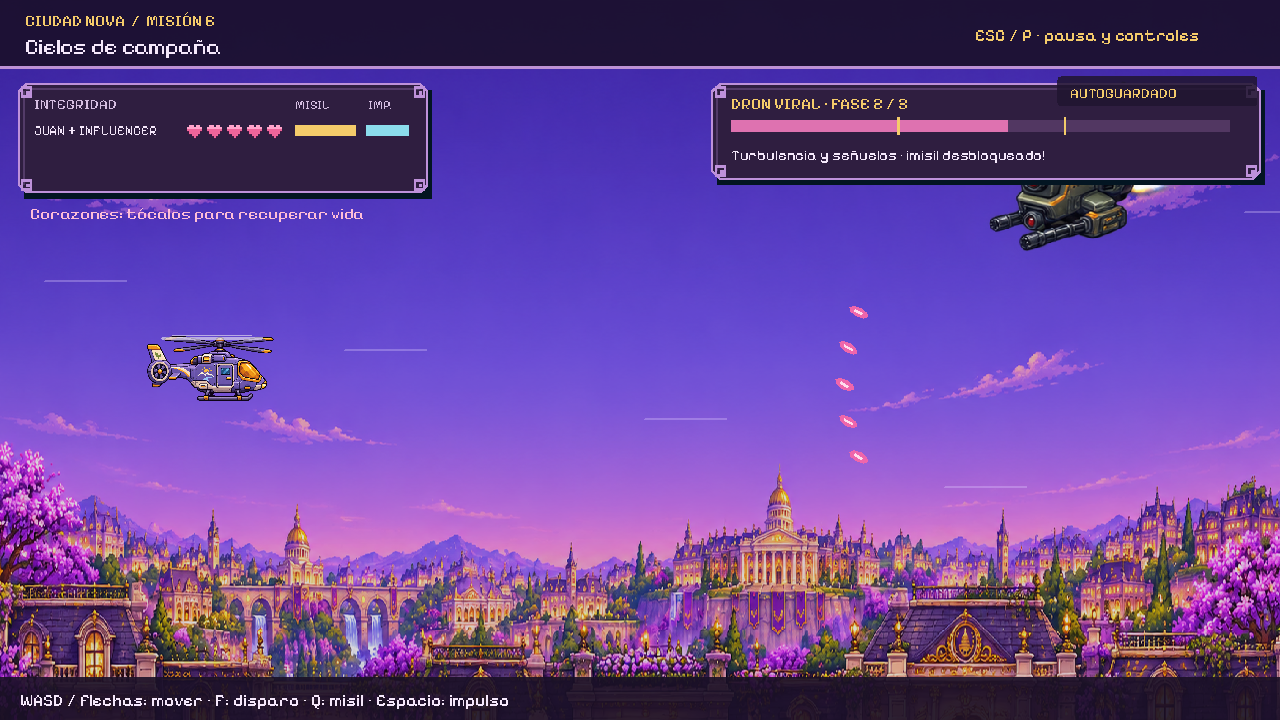 CIUDAD NOVA / MISIÓN 6
Cielos de campaña
ESC / P · pausa y controles
INTEGRIDAD MISIL IMP.
JUAN + INFLUENCER
Corazones: tócalos para recuperar vida
AUTOGUARDADO
DRON VIRAL · FASE 2 / 3
Turbulencia y señuelos · ¡misil desbloqueado!
WASD / flechas: mover · F: disparo · Q: misil · Espacio: impulso